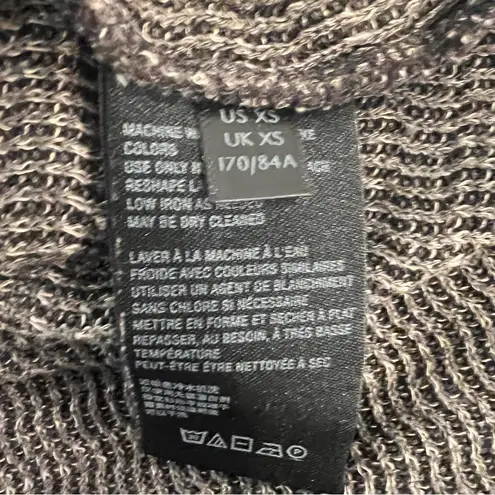 US XS
UK XS
170/84A
MACHINE W
COLORS
USE ONLY
RESHAPE
LOW IRON AS NEEDED
MAY BE DRY CLEANED
LAVER À LA MACHINE À L'EAU
FROIDE AVEC COULEURS SIMILAIRES
UTILISER UN AGENT DE BLANCHIMENT
SANS CHLORE SI NÉCESSAIRE
METTRE EN FORME ET SÉCHER À PLAT
REPASSER, AU BESOIN, À TRÈS BASSE
TEMPÉRATURE
PEUT-ÊTRE ÊTRE NETTOYÉE À SEC